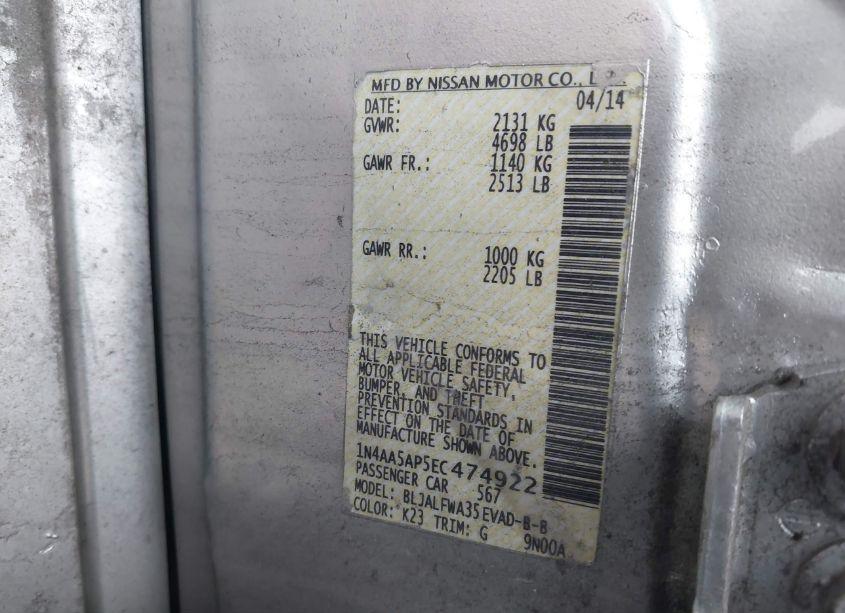 MFD BY NISSAN MOTOR CO., L
DATE: 04/14
GVWR: 2131 KG
4698 LB
GAWR FR.: 1140 KG
2513 LB
GAWR RR.: 1000 KG
2205 LB
THIS VEHICLE CONFORMS TO
ALL APPLICABLE FEDERAL
MOTOR VEHICLE SAFETY,
BUMPER, AND THEFT
PREVENTION STANDARDS IN
EFFECT ON THE DATE OF
MANUFACTURE SHOWN ABOVE.
1N4AA5AP5EC474922
PASSENGER CAR 567
MODEL: BLJALFWA35EVAD-B-B
COLOR: K23 TRIM: G 9N00A